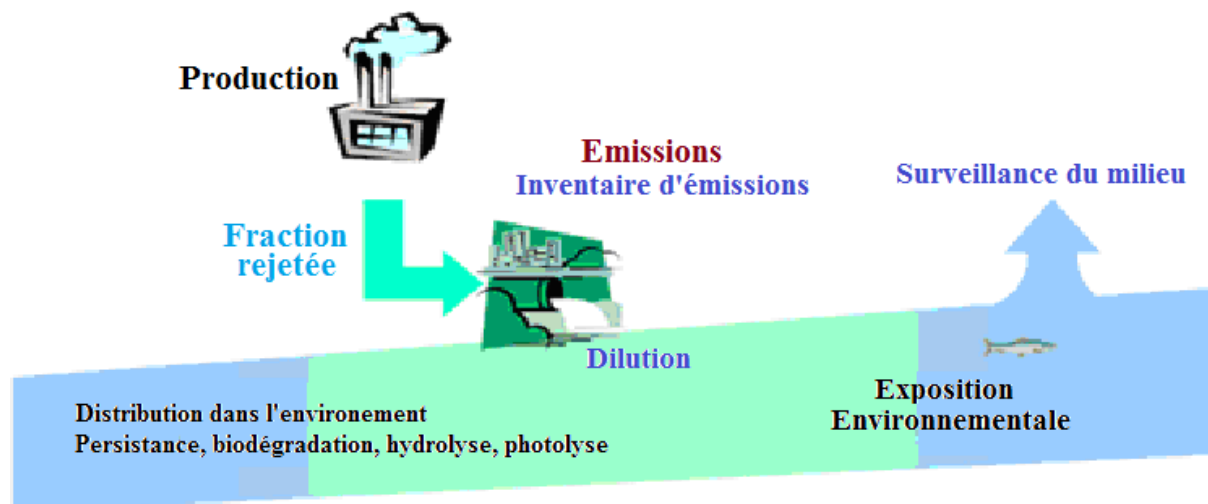 Production
Emissions
Inventaire d'émissions
Surveillance du milieu
Fraction
rejetée
Dilution
Exposition
Environnementale
Distribution dans l'environement
Persistance, biodégradation, hydrolyse, photolyse